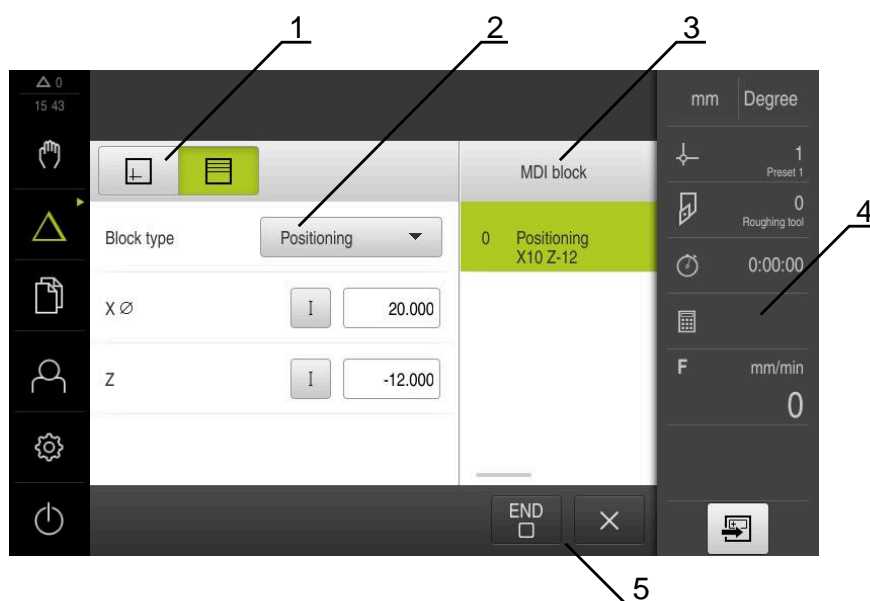 1 2 3
0
15 43
mm Degree
1
Preset 1
MDI block
0
Roughing tool
4
Block type Positioning
0 Positioning
X10 Z-12
0:00:00
X Ø I 20.000
F mm/min
0
Z I -12.000
END
5